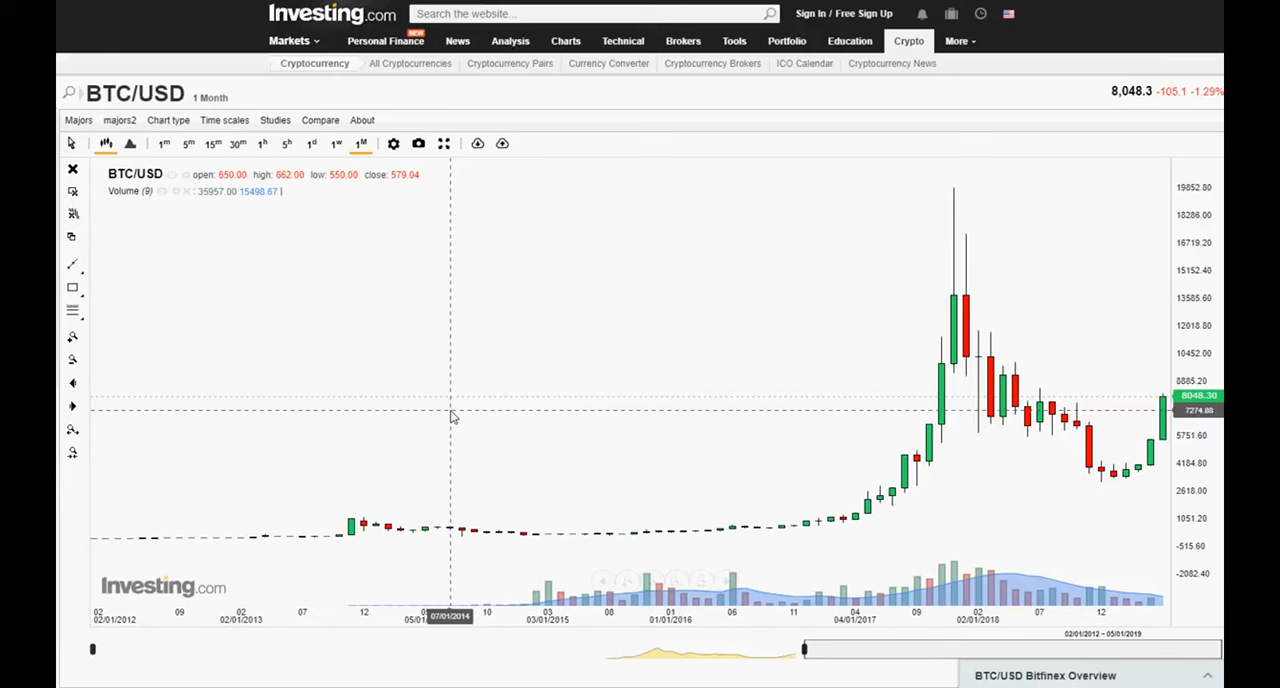 Investing.com Search the website... Sign In / Free Sign Up
Markets Personal Finance NEW News Analysis Charts Technical Brokers Tools Portfolio Education Crypto More
Cryptocurrency All Cryptocurrencies Cryptocurrency Pairs Currency Converter Cryptocurrency Brokers ICO Calendar Cryptocurrency News
BTC/USD 1 Month 8,048.3 -105.1 -1.29%
Majors majors2 Chart type Time scales Studies Compare About
1m 5m 15m 30m 1h 5h 1d 1w 1M
BTC/USD open: 650.00 high: 662.00 low: 550.00 close: 579.04
Volume (9) : 35957.00 15498.67
19852.80
18286.00
16719.20
15152.40
13585.60
12018.80
10452.00
8885.20
8048.30
7274.88
5751.60
4184.80
2618.00
1051.20
-515.60
-2082.40
Investing.com
02 09 02 07 12 10 03 08 01 06 11 04 09 02 07 12
02/01/2012 02/01/2013 05/0 07/01/2014 03/01/2015 01/01/2016 04/01/2017 02/01/2018
02/01/2012 - 05/01/2019
BTC/USD Bitfinex Overview